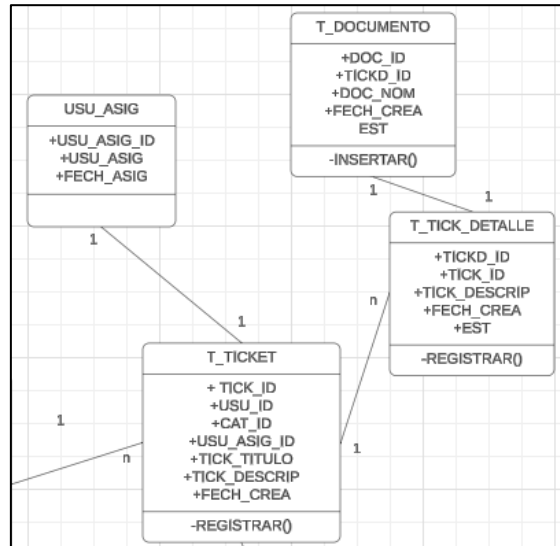 T_DOCUMENTO
+DOC_ID
+TICKD_ID
+DOC_NOM
+FECH_CREA
EST
-INSERTAR()
1
1
USU_ASIG
+USU_ASIG_ID
+USU_ASIG
+FECH_ASIG
1
1
T_TICK_DETALLE
+TICKD_ID
+TICK_ID
+TICK_DESCRIP
+FECH_CREA
+EST
-REGISTRAR()
n
1
T_TICKET
+ TICK_ID
+USU_ID
+CAT_ID
+USU_ASIG_ID
+TICK_TITULO
+TICK_DESCRIP
+FECH_CREA
-REGISTRAR()
1
n